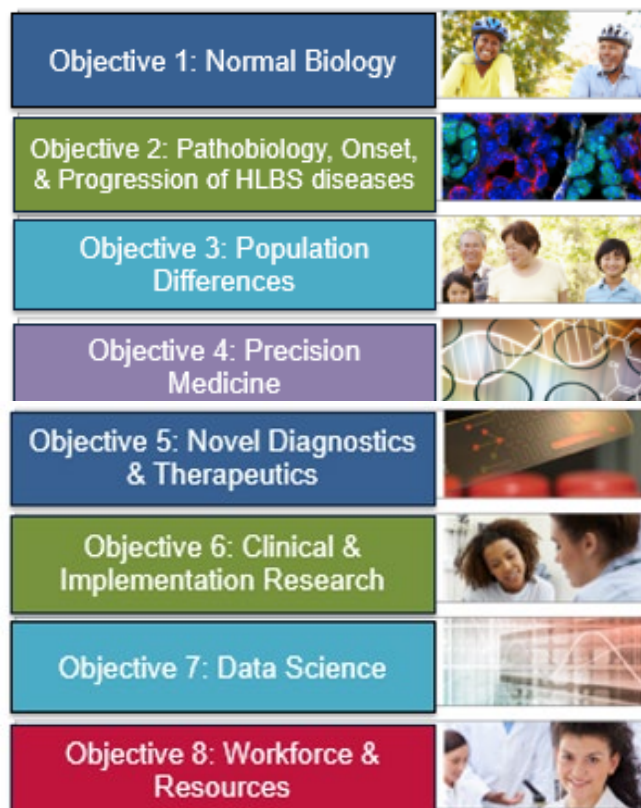 Objective 1: Normal Biology
Objective 2: Pathobiology, Onset,
& Progression of HLBS diseases
Objective 3: Population
Differences
Objective 4: Precision
Medicine
Objective 5: Novel Diagnostics
& Therapeutics
Objective 6: Clinical &
Implementation Research
Objective 7: Data Science
Objective 8: Workforce &
Resources